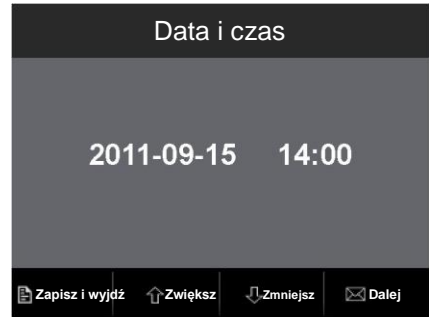 Data i czas
2011-09-15 14:00
Zapisz i wyjdź Zwiększ Zmniejsz Dalej